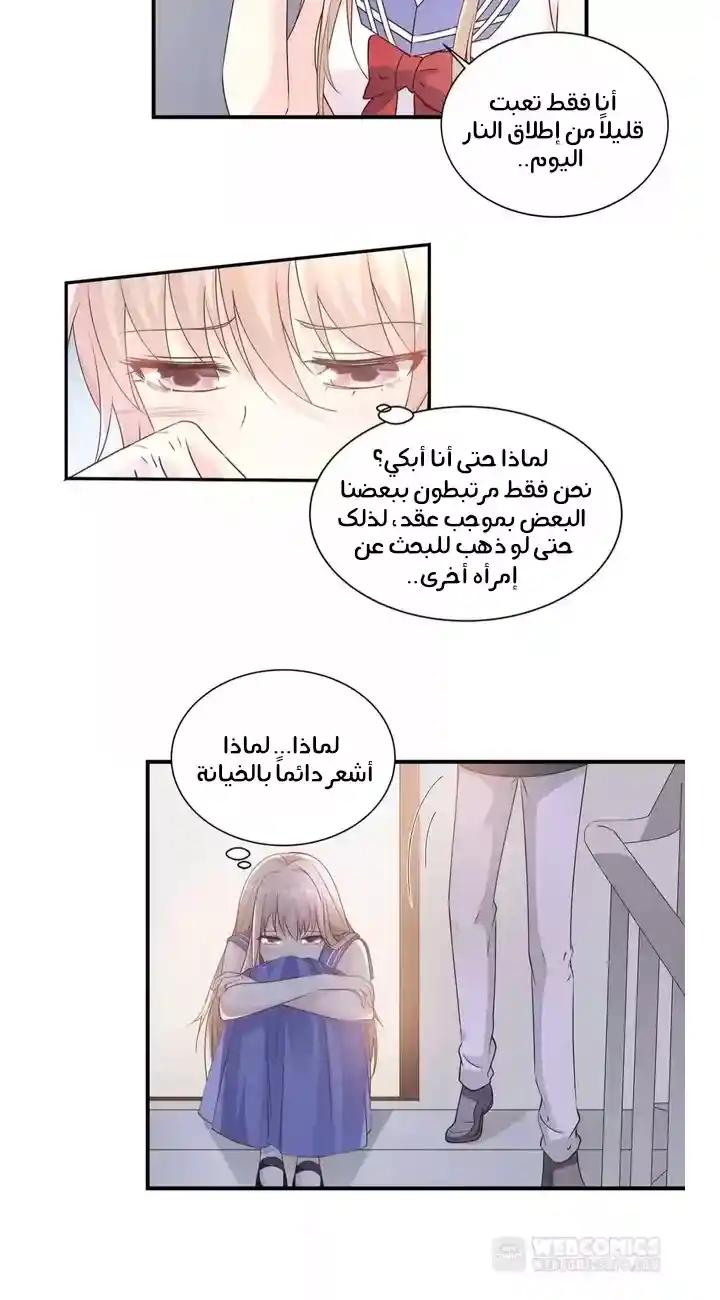 أنا فقط تعبت
قليلاً من إطلاق النار
اليوم..
لماذا حتى أنا أبكي؟
نحن فقط مرتبطون ببعضنا
البعض بموجب عقد، لذلك
حتى لو ذهب للبحث عن
إمرأه أخرى..
لماذا... لماذا
أشعر دائماً بالخيانة
WEBCOMICS